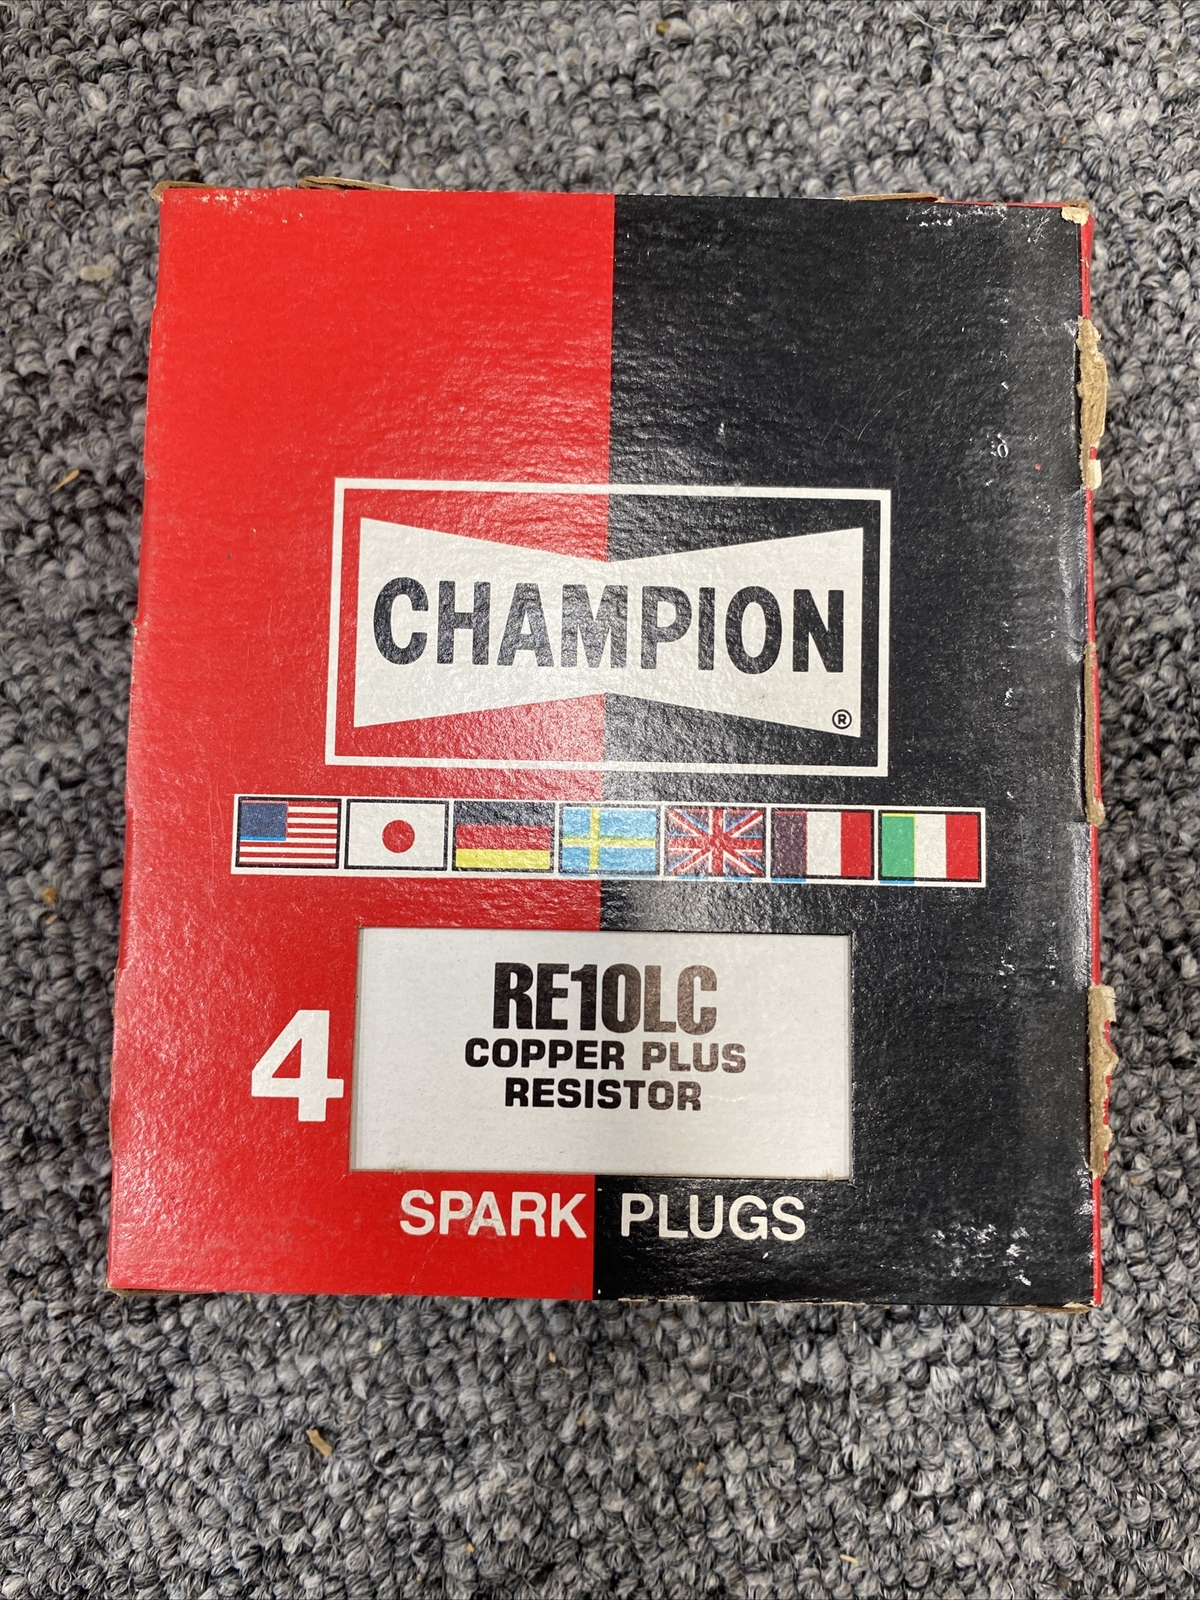 CHAMPION
®
4
RE10LC
COPPER PLUS
RESISTOR
SPARK PLUGS